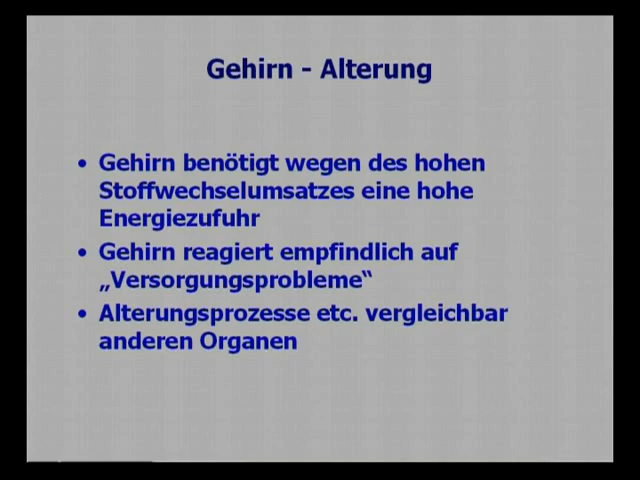 Gehirn - Alterung
• Gehirn benötigt wegen des hohen
Stoffwechselumsatzes eine hohe
Energiezufuhr
• Gehirn reagiert empfindlich auf
„Versorgungsprobleme“
• Alterungsprozesse etc. vergleichbar
anderen Organen